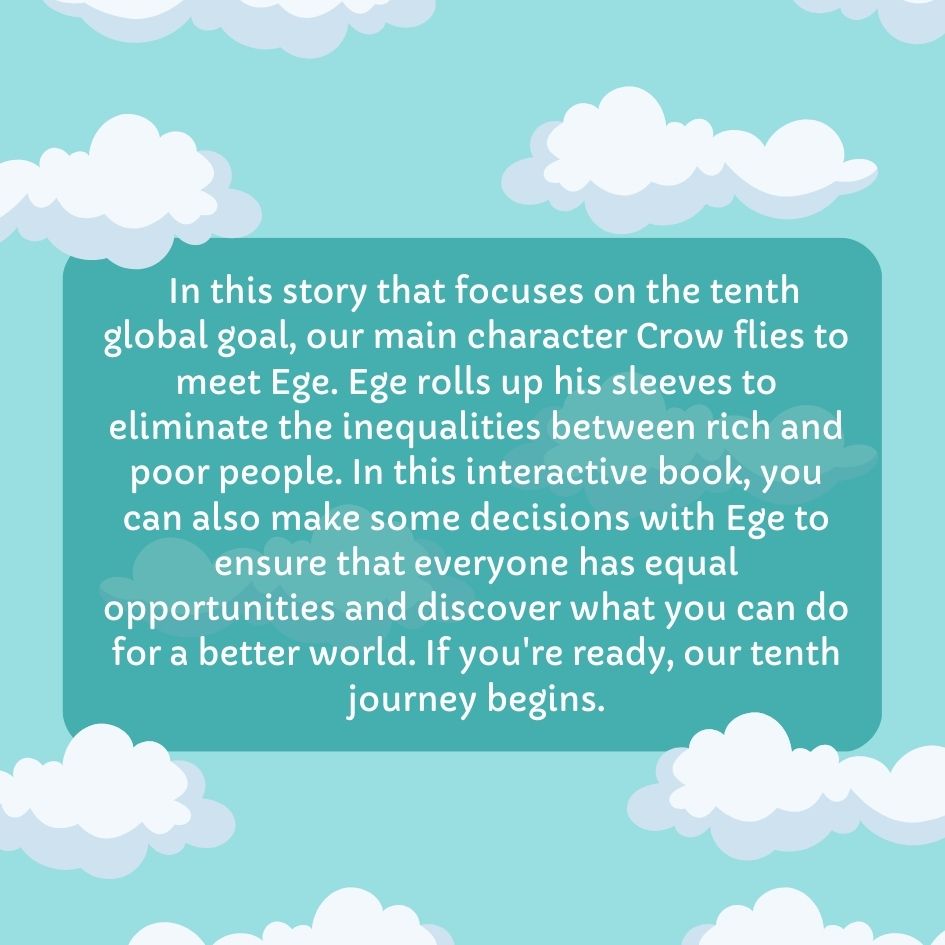 In this story that focuses on the tenth
global goal, our main character Crow flies to
meet Ege. Ege rolls up his sleeves to
eliminate the inequalities between rich and
poor people. In this interactive book, you
can also make some decisions with Ege to
ensure that everyone has equal
opportunities and discover what you can do
for a better world. If you're ready, our tenth
journey begins.